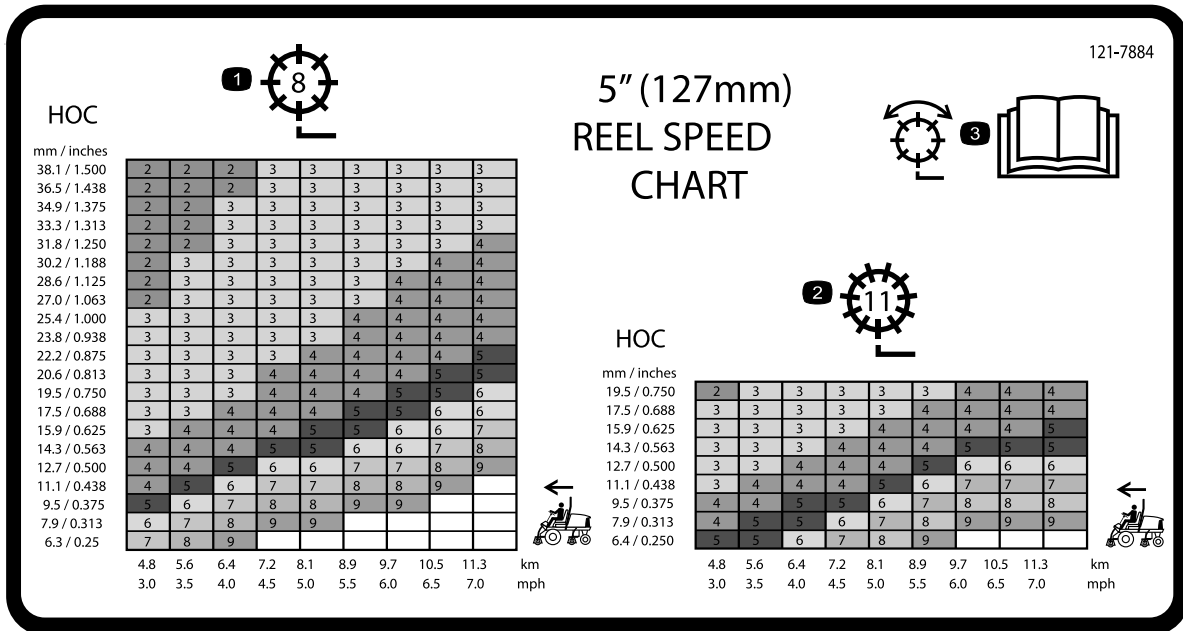 121-7884
5” (127mm)
REEL SPEED
CHART
1
8
HOC
mm / inches
38.1 / 1.500 2 2 2 3 3 3 3 3 3
36.5 / 1.438 2 2 2 3 3 3 3 3 3
34.9 / 1.375 2 2 3 3 3 3 3 3 3
33.3 / 1.313 2 2 3 3 3 3 3 3 3
31.8 / 1.250 2 2 3 3 3 3 3 3 4
30.2 / 1.188 2 3 3 3 3 3 3 4 4
28.6 / 1.125 2 3 3 3 3 3 4 4 4
27.0 / 1.063 2 3 3 3 3 3 4 4 4
25.4 / 1.000 3 3 3 3 3 4 4 4 4
23.8 / 0.938 3 3 3 3 3 4 4 4 4
22.2 / 0.875 3 3 3 3 4 4 4 4 5
20.6 / 0.813 3 3 3 4 4 4 4 5 5
19.5 / 0.750 3 3 3 4 4 4 5 5 6
17.5 / 0.688 3 3 4 4 4 5 5 6 6
15.9 / 0.625 3 4 4 4 5 5 6 6 7
14.3 / 0.563 4 4 4 5 5 6 6 7 8
12.7 / 0.500 4 4 5 6 6 7 7 8 9
11.1 / 0.438 4 5 6 7 7 8 8 9
9.5 / 0.375 5 6 7 8 8 9 9
7.9 / 0.313 6 7 8 9 9
6.3 / 0.25 7 8 9
4.8 5.6 6.4 7.2 8.1 8.9 9.7 10.5 11.3 km
3.0 3.5 4.0 4.5 5.0 5.5 6.0 6.5 7.0 mph
3
2
11
HOC
mm / inches
19.5 / 0.750 2 3 3 3 3 3 4 4 4
17.5 / 0.688 3 3 3 3 3 4 4 4 4
15.9 / 0.625 3 3 3 3 4 4 4 4 5
14.3 / 0.563 3 3 3 4 4 4 5 5 5
12.7 / 0.500 3 3 4 4 4 5 6 6 6
11.1 / 0.438 3 4 4 4 5 6 7 7 7
9.5 / 0.375 4 4 5 5 6 7 8 8 8
7.9 / 0.313 4 5 5 6 7 8 9 9 9
6.4 / 0.250 5 5 6 7 8 9
4.8 5.6 6.4 7.2 8.1 8.9 9.7 10.5 11.3 km
3.0 3.5 4.0 4.5 5.0 5.5 6.0 6.5 7.0 mph